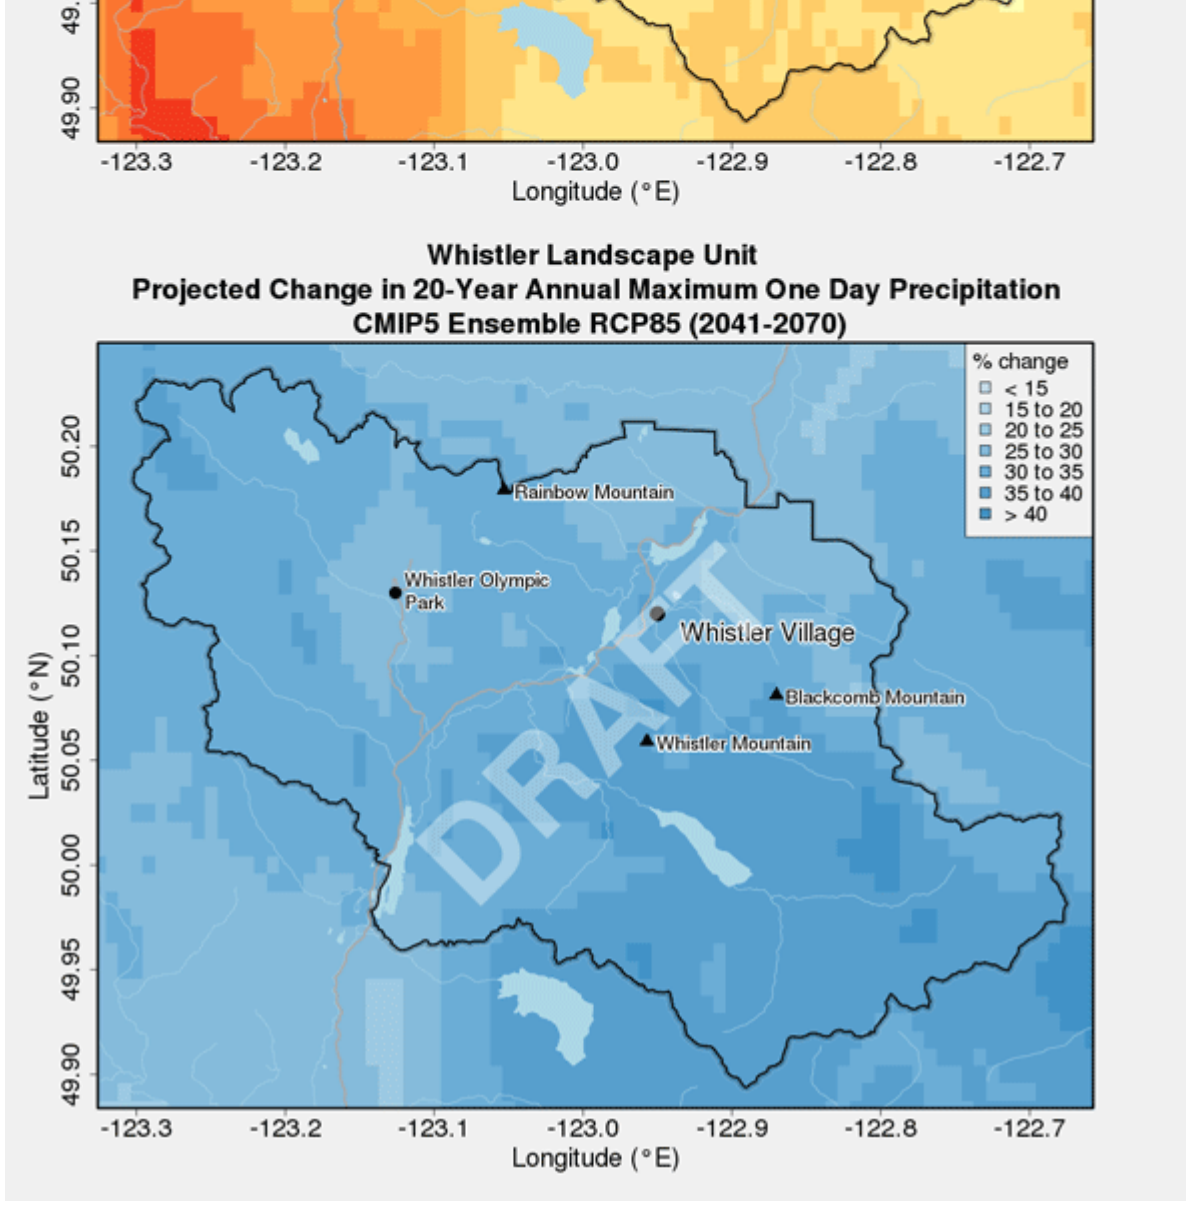 49.
49.90
-123.3 -123.2 -123.1 -123.0 -122.9 -122.8 -122.7
Longitude (°E)
Whistler Landscape Unit
Projected Change in 20-Year Annual Maximum One Day Precipitation
CMIP5 Ensemble RCP85 (2041-2070)
% change
< 15
15 to 20
20 to 25
25 to 30
30 to 35
35 to 40
> 40
50.20
50.15
50.10
50.05
50.00
49.95
49.90
Latitude (°N)
Rainbow Mountain
Whistler Olympic
Park
Whistler Village
Blackcomb Mountain
Whistler Mountain
DRAFT
-123.3 -123.2 -123.1 -123.0 -122.9 -122.8 -122.7
Longitude (°E)